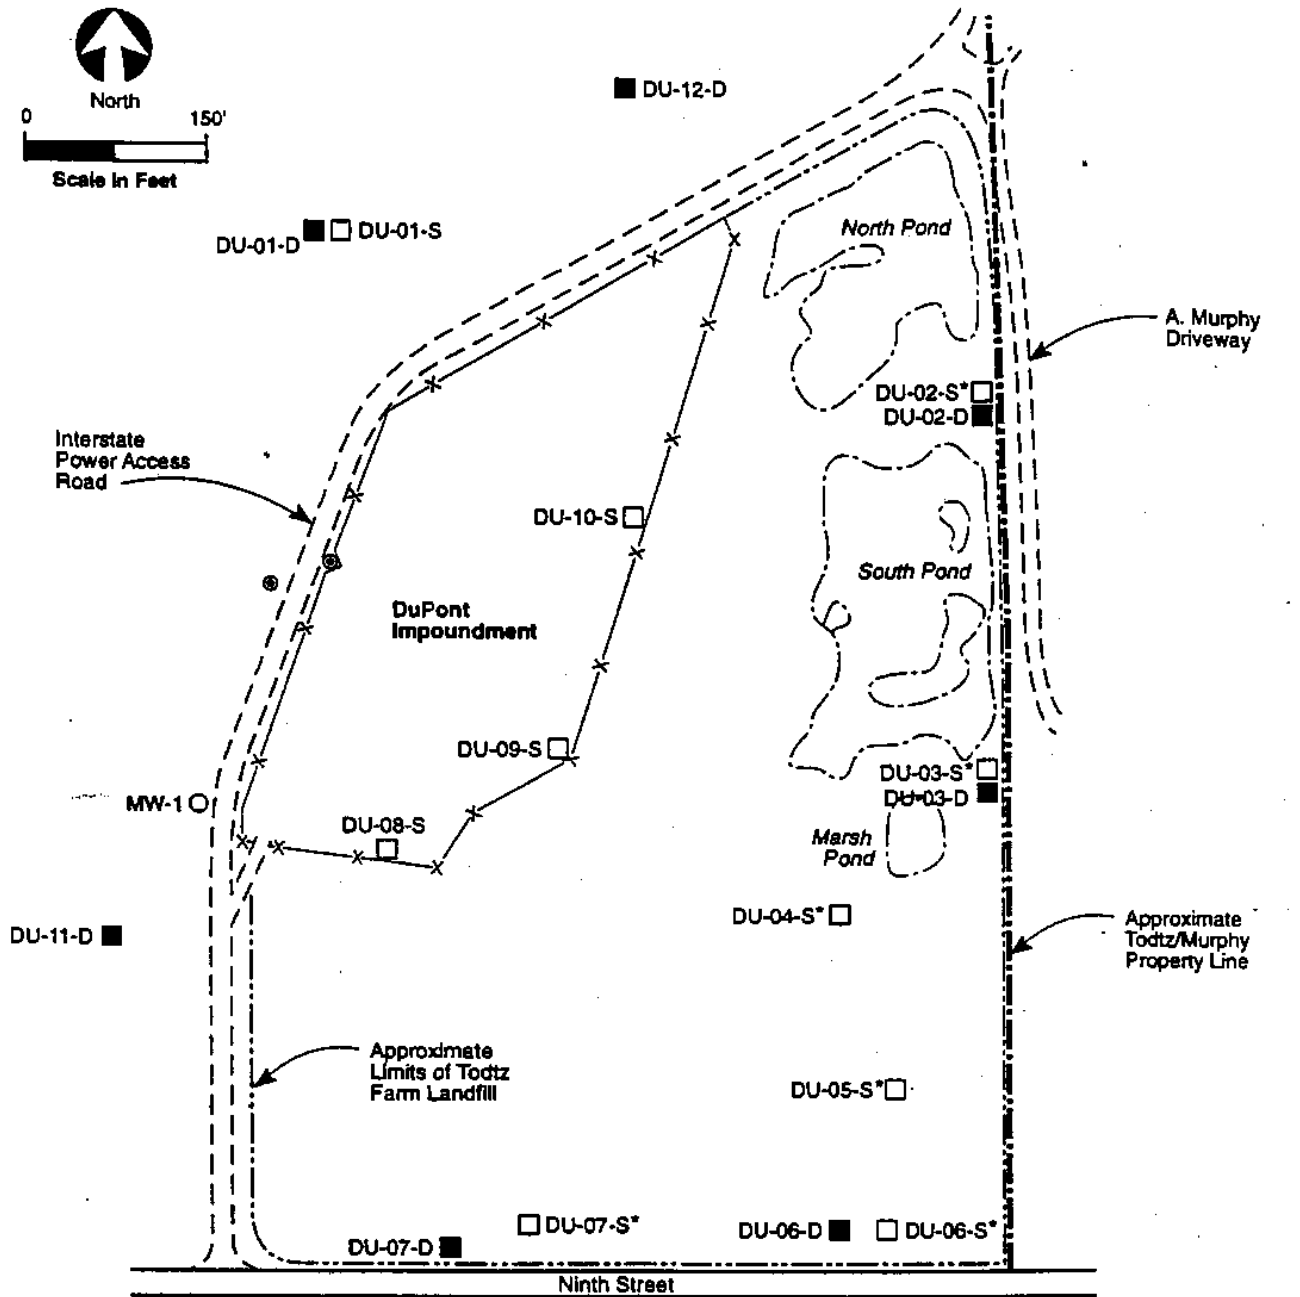 North
0 150'
Scale in Feet
DU-12-D
DU-01-D
DU-01-S
North Pond
A. Murphy
Driveway
DU-02-S*
DU-02-D
Interstate
Power Access
Road
DU-10-S
South Pond
DuPont
Impoundment
DU-09-S
DU-03-S*
DU-03-D
MW-1
DU-08-S
Marsh
Pond
DU-04-S*
DU-11-D
Approximate
Todtz/Murphy
Property Line
Approximate
Limits of Todtz
Farm Landfill
DU-05-S*
DU-07-S*
DU-06-D
DU-06-S*
DU-07-D
Ninth Street